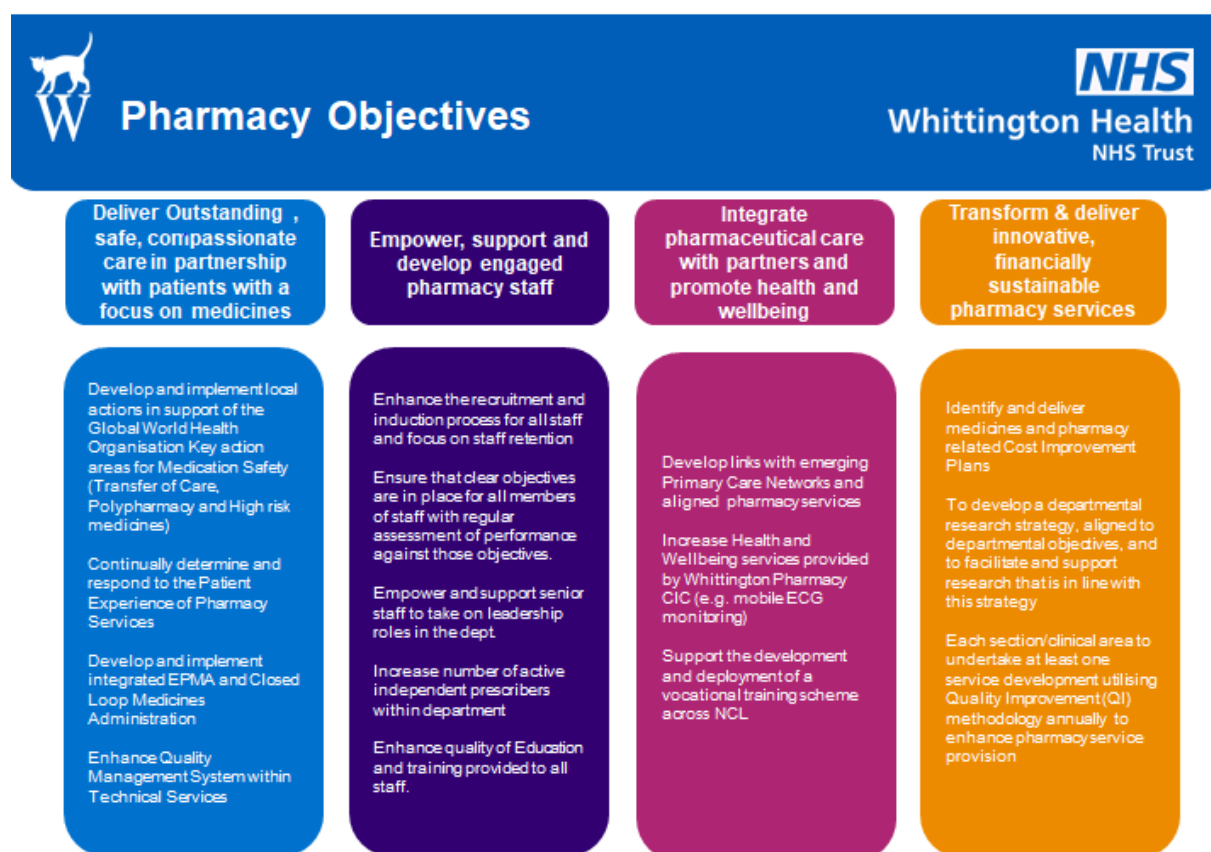 W
Pharmacy Objectives
NHS
Whittington Health
NHS Trust
Deliver Outstanding ,
safe, compassionate
care in partnership
with patients with a
focus on medicines
Empower, support and
develop engaged
pharmacy staff
Integrate
pharmaceutical care
with partners and
promote health and
wellbeing
Transform & deliver
innovative,
financially
sustainable
pharmacy services
Develop and implement local
actions in support of the
Global World Health
Organisation Key action
areas for Medication Safety
(Transfer of Care,
Polypharmacy and High risk
medicines)
Continually determine and
respond to the Patient
Experience of Pharmacy
Services
Develop and implement
integrated EPMA and Closed
Loop Medicines
Administration
Enhance Quality
Management System within
Technical Services
Enhance the recruitment and
induction process for all staff
and focus on staff retention
Ensure that clear objectives
are in place for all members
of staff with regular
assessment of performance
against those objectives.
Empower and support senior
staff to take on leadership
roles in the dept.
Increase number of active
independent prescribers
within department
Enhance quality of Education
and training provided to all
staff.
Develop links with emerging
Primary Care Networks and
aligned pharmacy services
Increase Health and
Wellbeing services provided
by Whittington Pharmacy
CIC (e.g. mobile ECG
monitoring)
Support the development
and deployment of a
vocational training scheme
across NCL
Identify and deliver
medicines and pharmacy
related Cost Improvement
Plans
To develop a departmental
research strategy, aligned to
departmental objectives, and
to facilitate and support
research that is in line with
this strategy
Each section/clinical area to
undertake at least one
service development utilising
Quality Improvement (QI)
methodology annually to
enhance pharmacy service
provision